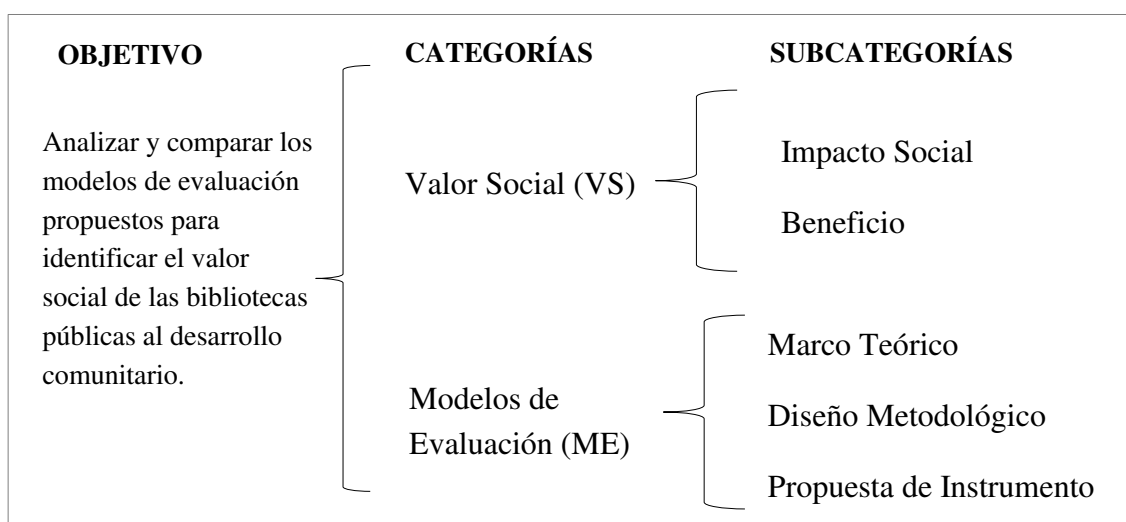 OBJETIVO
CATEGORÍAS
SUBCATEGORÍAS
Analizar y comparar los
modelos de evaluación
propuestos para
identificar el valor
social de las bibliotecas
públicas al desarrollo
comunitario.
Valor Social (VS)
Impacto Social
Beneficio
Modelos de
Evaluación (ME)
Marco Teórico
Diseño Metodológico
Propuesta de Instrumento